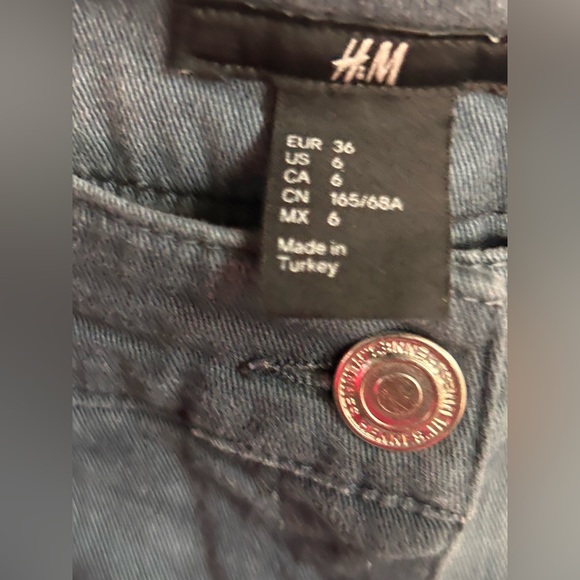 H&M
EUR 36
US 6
CA 6
CN 165/68A
MX 6
Made in
Turkey